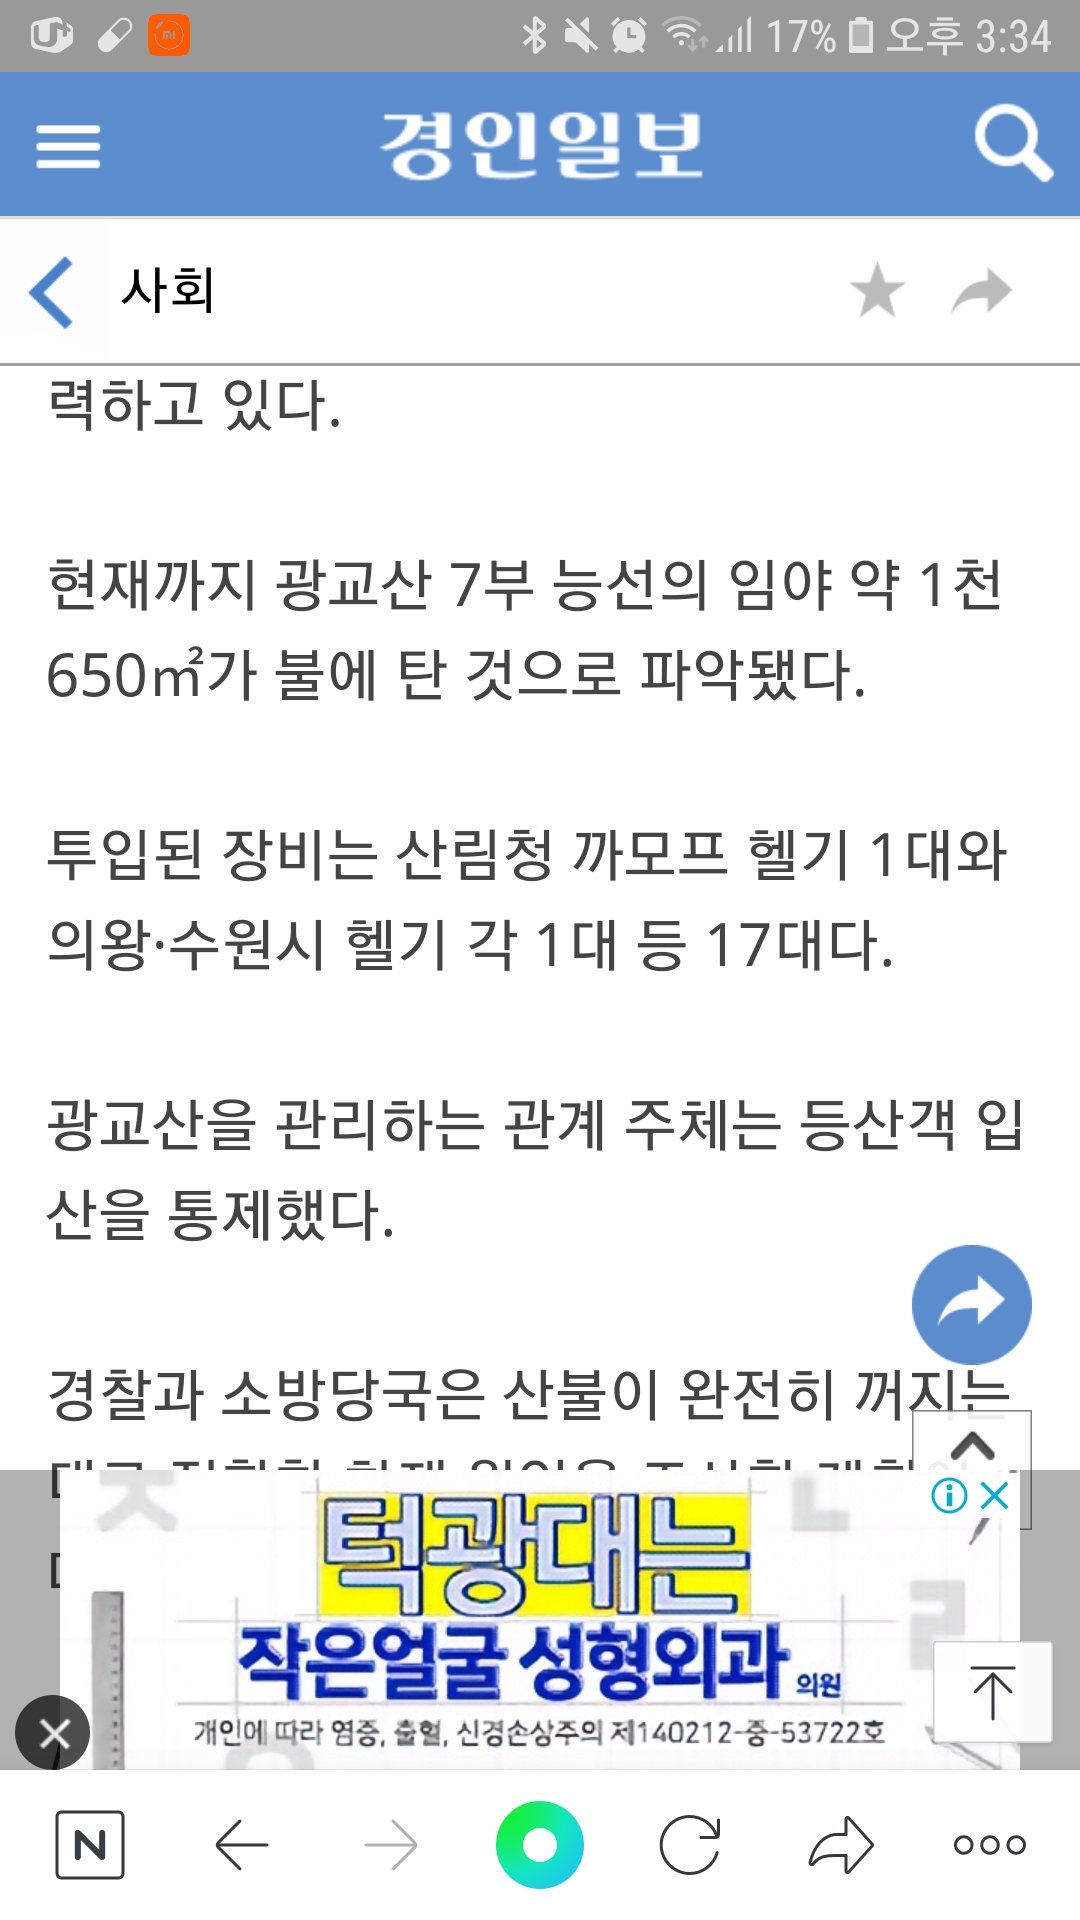 U+ mi 17% 오후 3:34
경인일보
사회
력하고 있다.
현재까지 광교산 7부 능선의 임야 약 1천
650㎡가 불에 탄 것으로 파악됐다.
투입된 장비는 산림청 까모프 헬기 1대와
의왕·수원시 헬기 각 1대 등 17대다.
광교산을 관리하는 관계 주체는 등산객 입
산을 통제했다.
경찰과 소방당국은 산불이 완전히 꺼지는
턱광대는
작은얼굴 성형외과 의원
개인에 따라 염증, 출혈, 신경손상주의 제140212-중-53722호
N